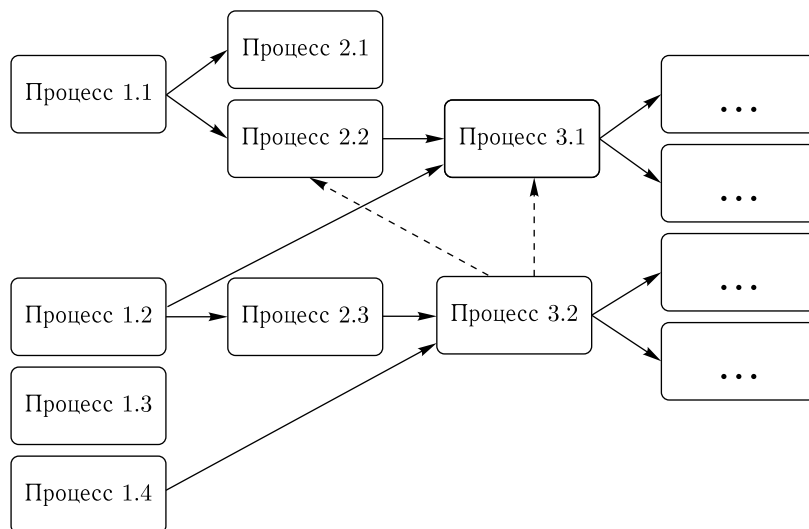 Процесс 2.1
Процесс 1.1
...
Процесс 2.2
Процесс 3.1
...
...
Процесс 1.2
Процесс 2.3
Процесс 3.2
...
Процесс 1.3
Процесс 1.4